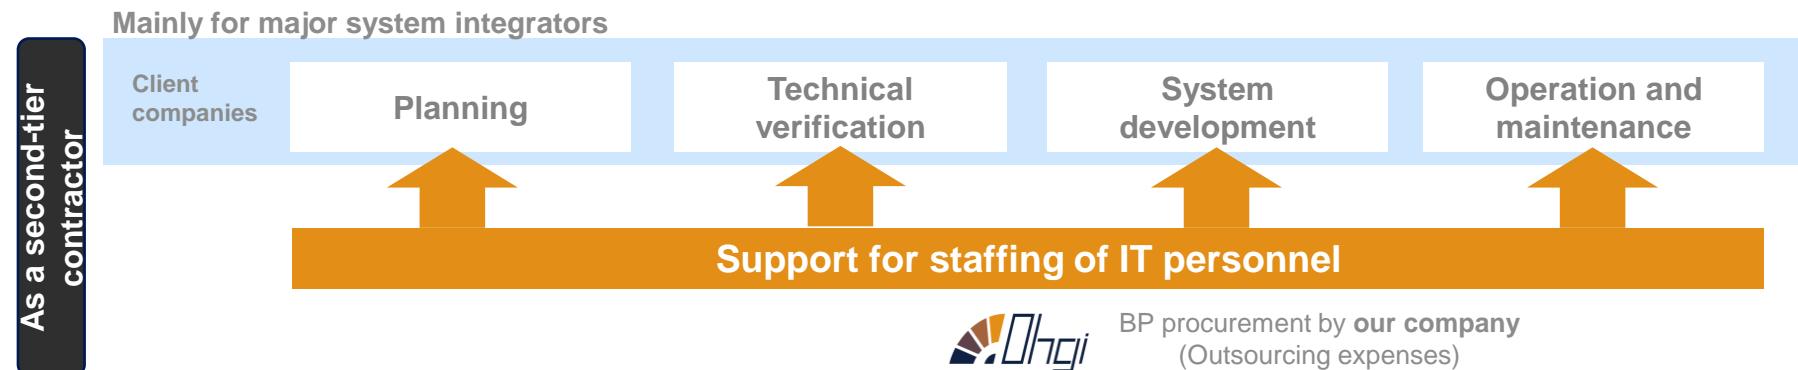 Mainly for major system integrators
As a second-tier
contractor
Client
companies
Planning
Technical
verification
System
development
Operation and
maintenance
Support for staffing of IT personnel
Ohgi
BP procurement by our company
(Outsourcing expenses)